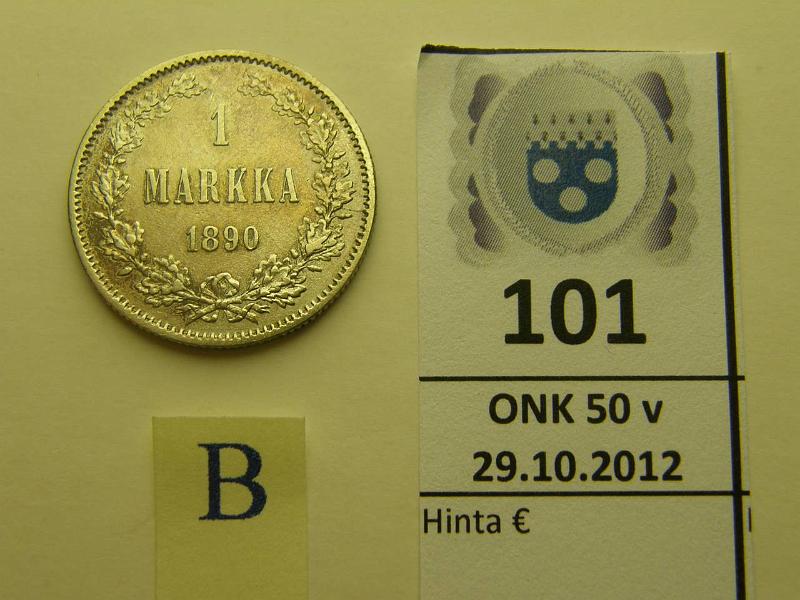 1
MARKKA
1890
B
101
ONK 50 v
29.10.2012
Hinta €